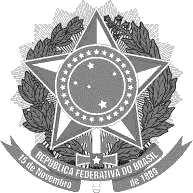 REPÚBLICA FEDERATIVA DO BRASIL
15 de Novembro
de 1889